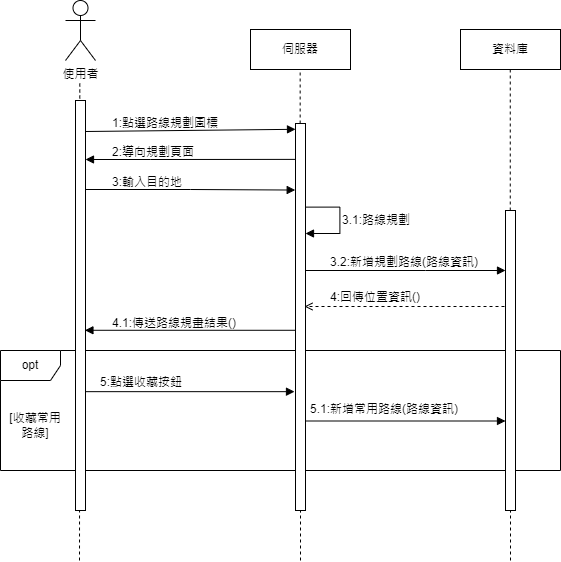 使用者
伺服器
資料庫
1:點選路線規劃圖標
2:導向規劃頁面
3:輸入目的地
3.1:路線規劃
3.2:新增規劃路線(路線資訊)
4:回傳位置資訊()
4.1:傳送路線規畫結果()
opt
5:點選收藏按鈕
5.1:新增常用路線(路線資訊)
[收藏常用
路線]